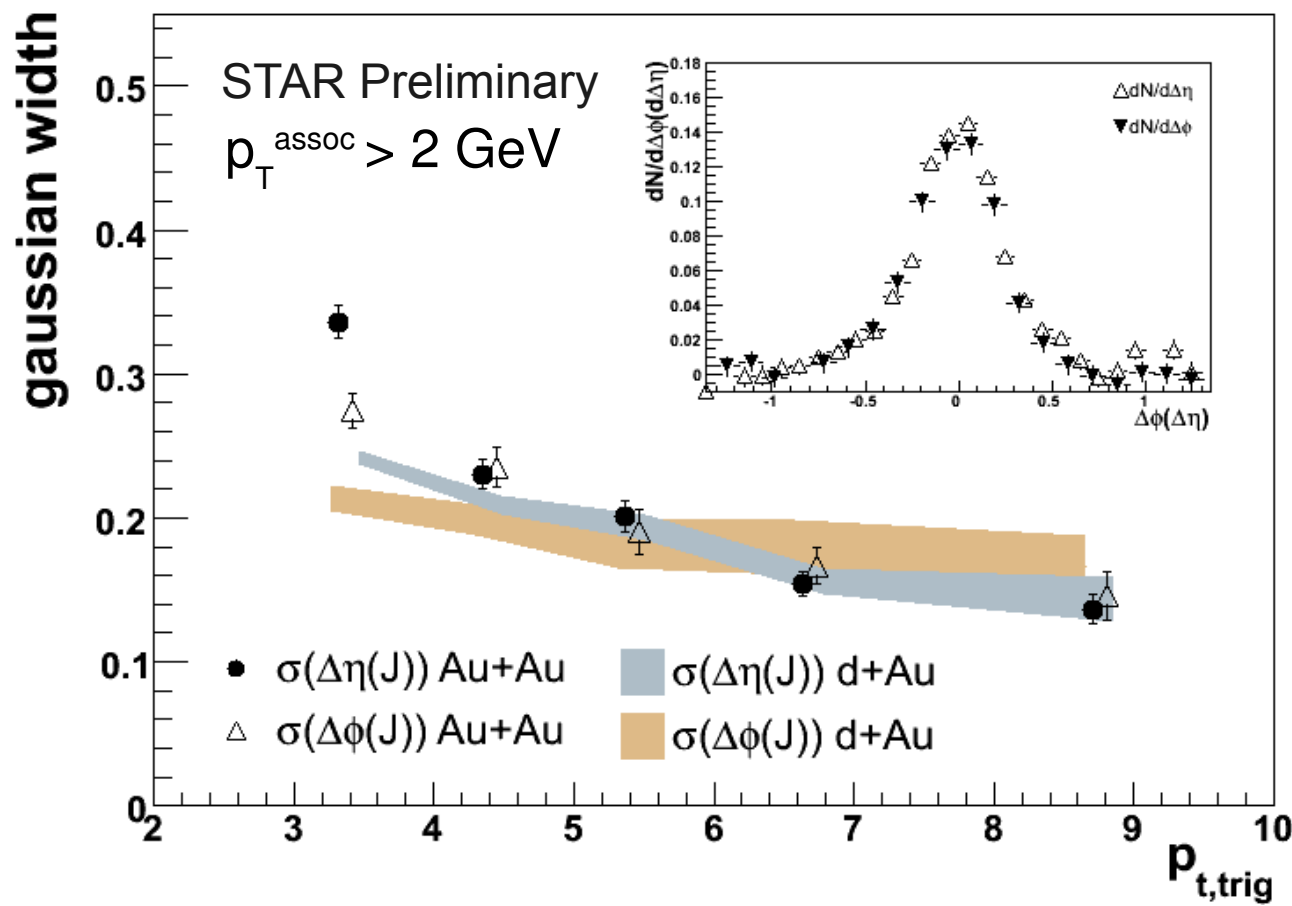 gaussian width
STAR Preliminary
p_T^assoc > 2 GeV
0.5
0.4
0.3
0.2
0.1
0
2 3 4 5 6 7 8 9 10
p_t,trig
σ(Δη(J)) Au+Au
σ(Δϕ(J)) Au+Au
σ(Δη(J)) d+Au
σ(Δϕ(J)) d+Au
dN/dΔϕ(dΔη)
0.18
0.16
0.14
0.12
0.1
0.08
0.06
0.04
0.02
0
-1 -0.5 0 0.5 1
Δϕ(Δη)
dN/dΔη
dN/dΔϕ